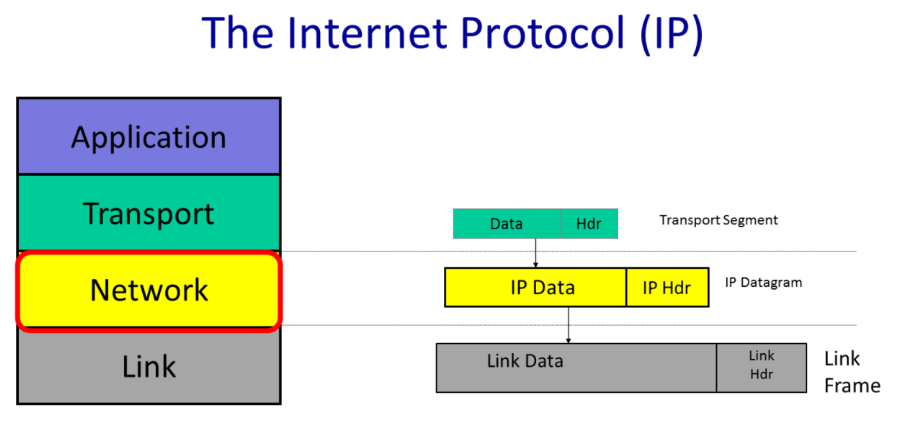 The Internet Protocol (IP)
Application
Transport
Network
Link
Data
Hdr
Transport Segment
IP Data
IP Hdr
IP Datagram
Link Data
Link
Hdr
Link
Frame